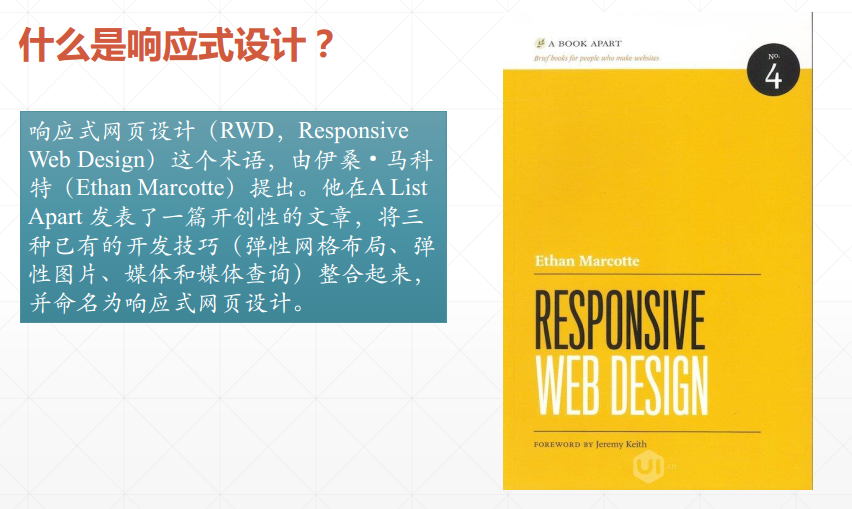 什么是响应式设计？
响应式网页设计（RWD，Responsive
Web Design）这个术语，由伊桑•马科
特（Ethan Marcotte）提出。他在A List
Apart 发表了一篇开创性的文章，将三
种已有的开发技巧（弹性网格布局、弹
性图片、媒体和媒体查询）整合起来，
并命名为响应式网页设计。
A BOOK APART
Brief books for people who make websites
No.
4
Ethan Marcotte
RESPONSIVE
WEB DESIGN
FOREWORD BY Jeremy Keith
UI